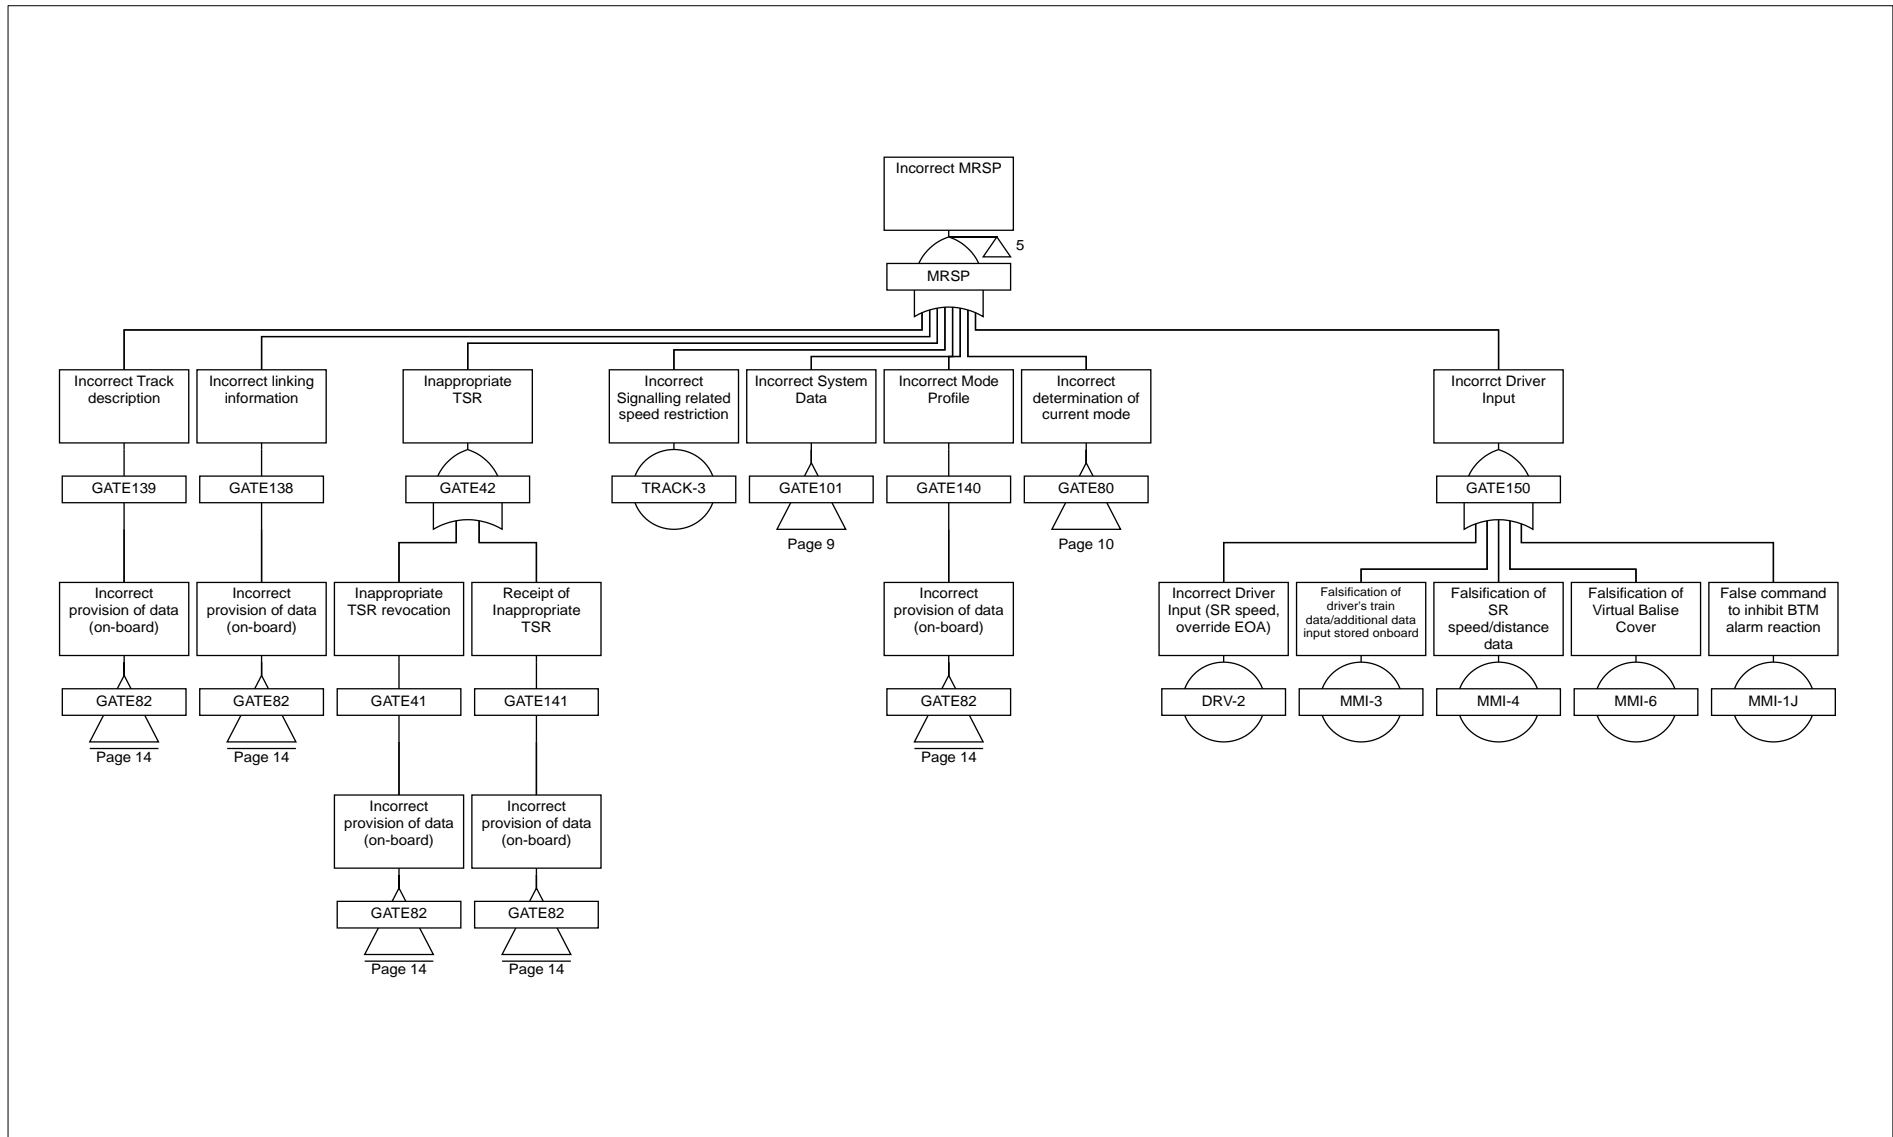 Incorrect MRSP
5
MRSP
Incorrect Track
description
GATE139
Incorrect linking
information
GATE138
Inappropriate
TSR
GATE42
Incorrect
Signalling related
speed restriction
TRACK-3
Incorrect System
Data
GATE101
Page 9
Incorrect Mode
Profile
GATE140
Incorrect
determination of
current mode
GATE80
Page 10
Incorrct Driver
Input
GATE150
Incorrect
provision of data
(on-board)
GATE82
Page 14
Incorrect
provision of data
(on-board)
GATE82
Page 14
Inappropriate
TSR revocation
GATE41
Receipt of
Inappropriate
TSR
GATE141
Incorrect
provision of data
(on-board)
GATE82
Page 14
Incorrect Driver
Input (SR speed,
override EOA)
DRV-2
Falsification of
driver's train
data/additional data
input stored onboard
MMI-3
Falsification of
SR
speed/distance
data
MMI-4
Falsification of
Virtual Balise
Cover
MMI-6
False command
to inhibit BTM
alarm reaction
MMI-1J
Incorrect
provision of data
(on-board)
GATE82
Page 14
Incorrect
provision of data
(on-board)
GATE82
Page 14